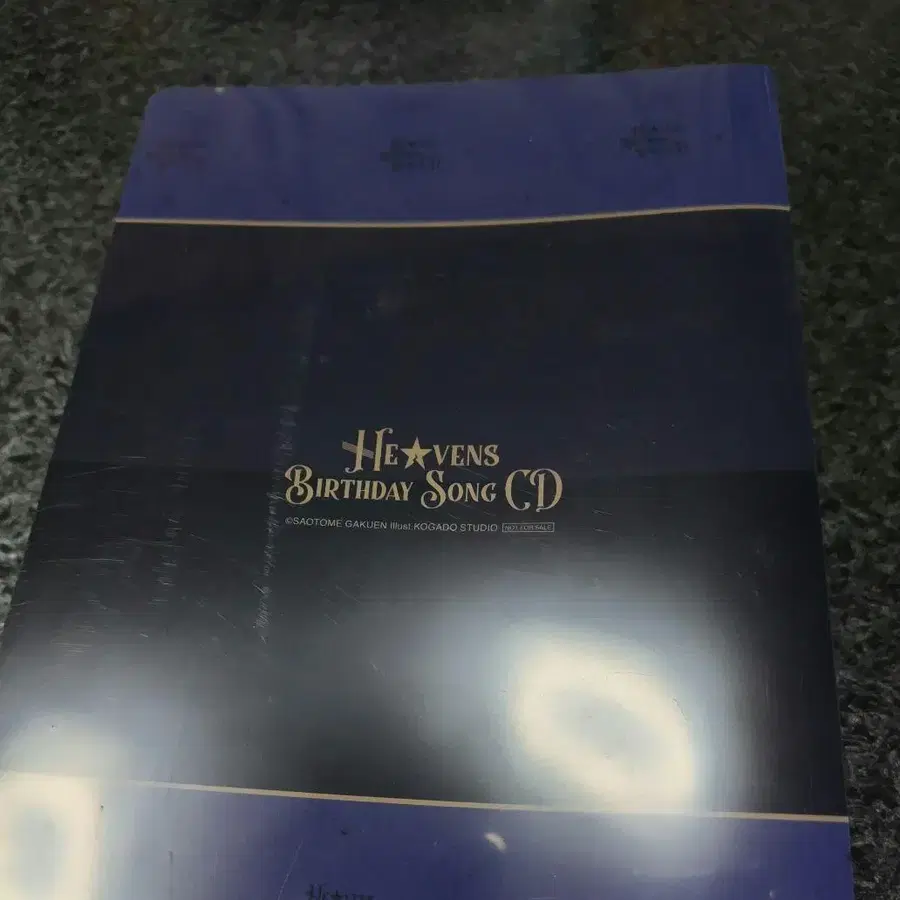 HE★VENS
BIRTHDAY SONG CD
©SAOTOME GAKUEN Illust.KOGADO STUDIO NOT FOR SALE